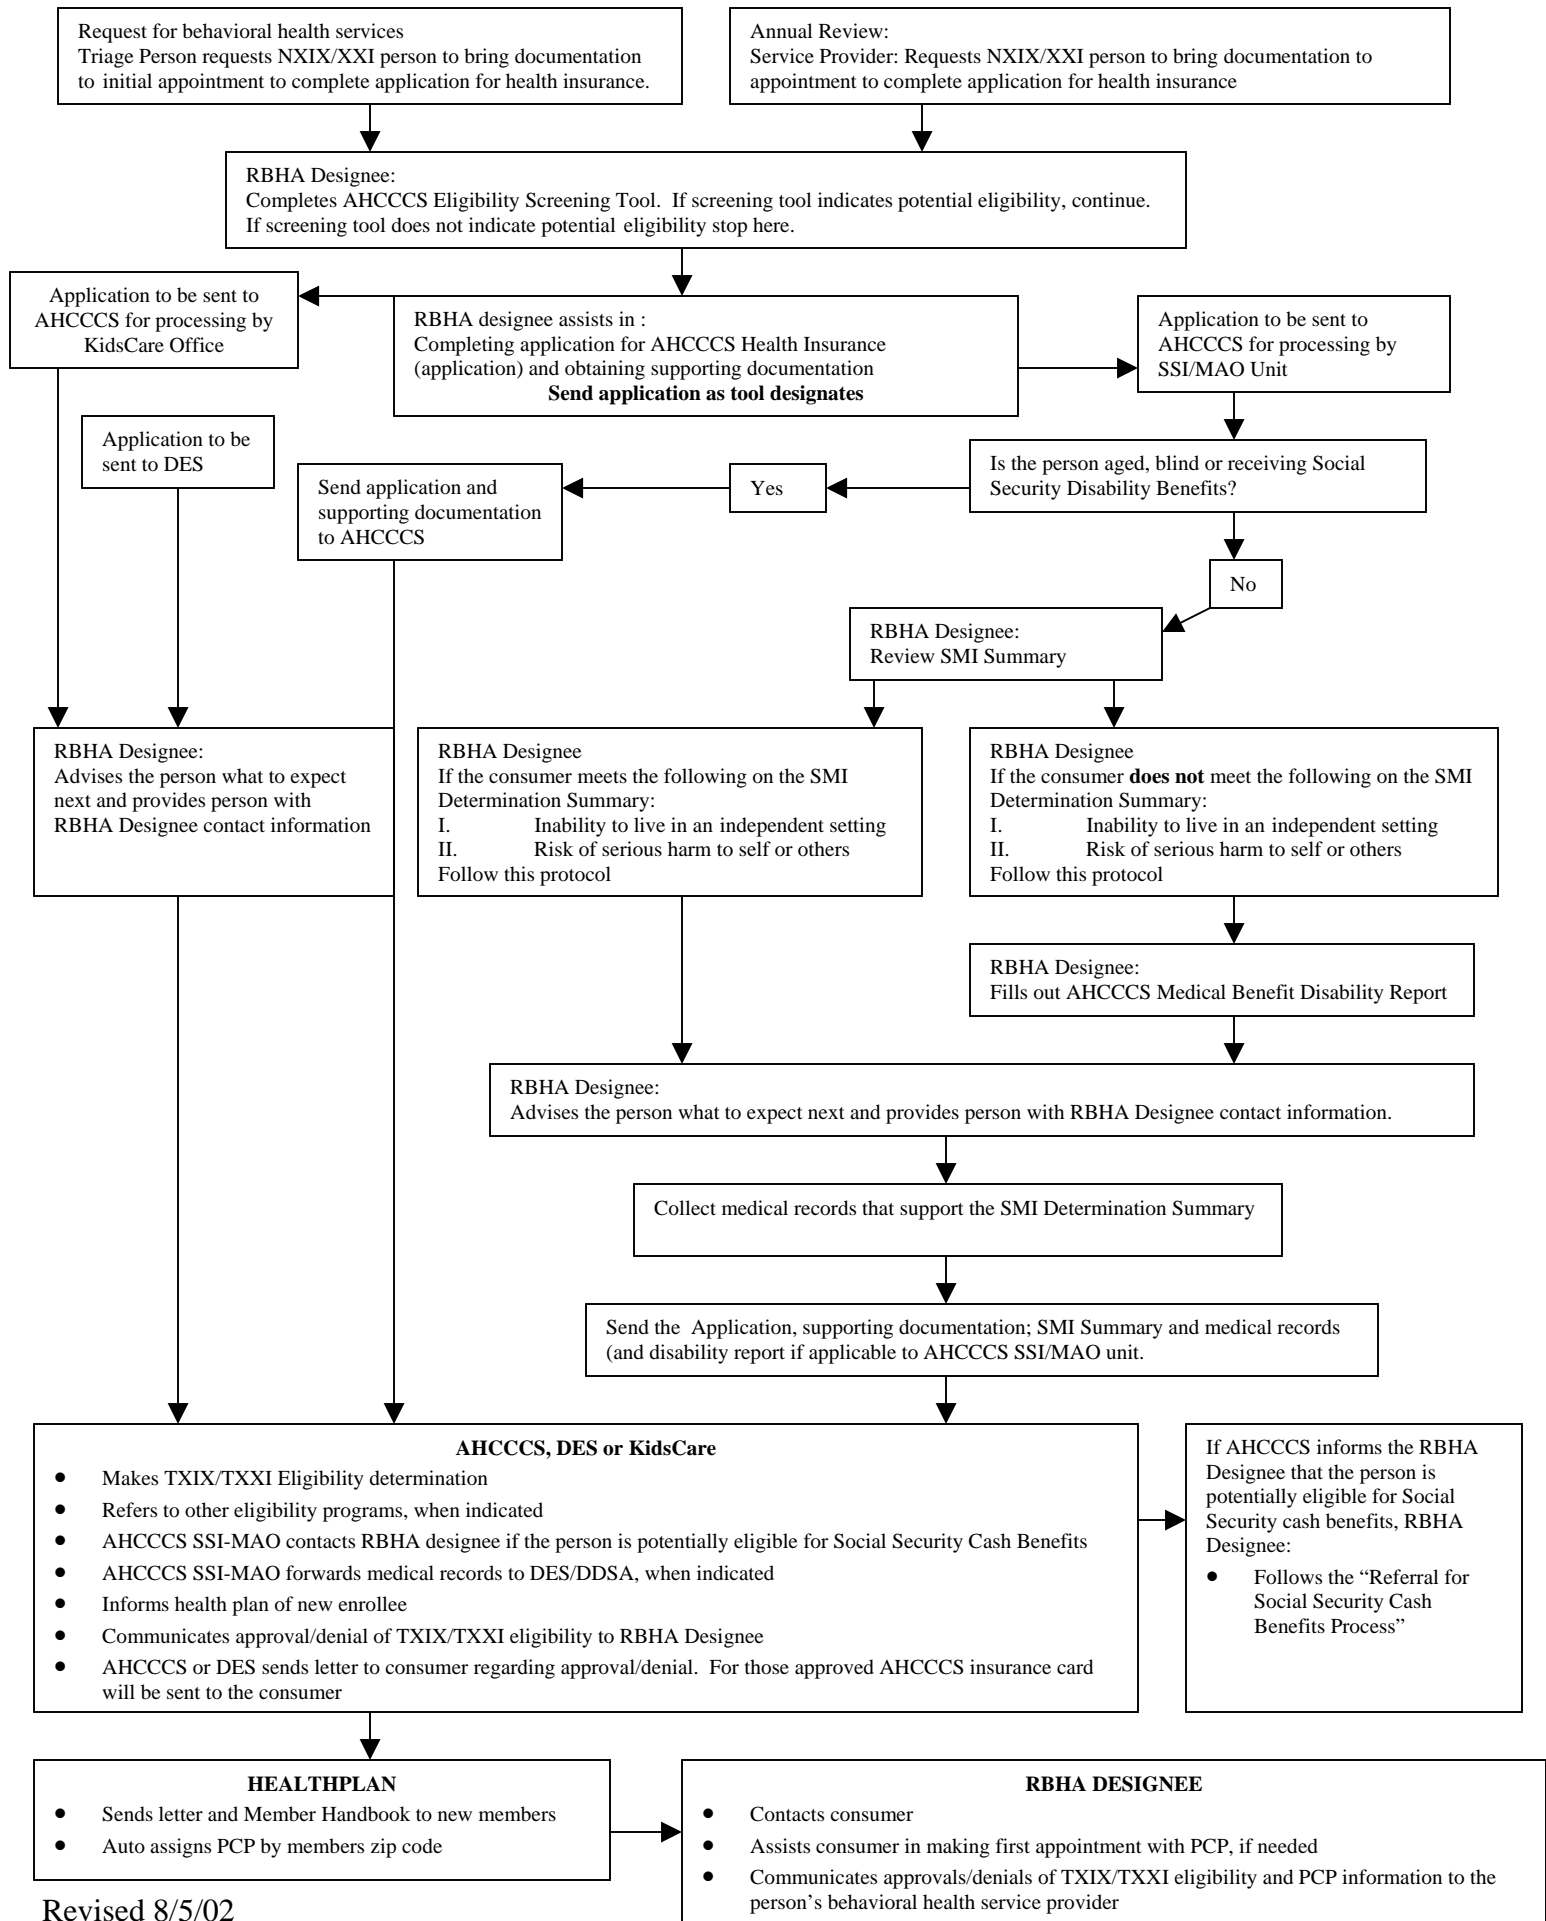 Request for behavioral health services
Triage Person requests NXIX/XXI person to bring documentation
to initial appointment to complete application for health insurance.
Annual Review:
Service Provider: Requests NXIX/XXI person to bring documentation to
appointment to complete application for health insurance
RBHA Designee:
Completes AHCCCS Eligibility Screening Tool. If screening tool indicates potential eligibility, continue.
If screening tool does not indicate potential eligibility stop here.
Application to be sent to
AHCCCS for processing by
KidsCare Office
RBHA designee assists in :
Completing application for AHCCCS Health Insurance
(application) and obtaining supporting documentation
Send application as tool designates
Application to be sent to
AHCCCS for processing by
SSI/MAO Unit
Application to be
sent to DES
Send application and
supporting documentation
to AHCCCS
Yes
Is the person aged, blind or receiving Social
Security Disability Benefits?
No
RBHA Designee:
Review SMI Summary
RBHA Designee:
Advises the person what to expect
next and provides person with
RBHA Designee contact information
RBHA Designee
If the consumer meets the following on the SMI
Determination Summary:
I. Inability to live in an independent setting
II. Risk of serious harm to self or others
Follow this protocol
RBHA Designee
If the consumer does not meet the following on the SMI
Determination Summary:
I. Inability to live in an independent setting
II. Risk of serious harm to self or others
Follow this protocol
RBHA Designee:
Fills out AHCCCS Medical Benefit Disability Report
RBHA Designee:
Advises the person what to expect next and provides person with RBHA Designee contact information.
Collect medical records that support the SMI Determination Summary
Send the Application, supporting documentation; SMI Summary and medical records
(and disability report if applicable to AHCCCS SSI/MAO unit.
AHCCCS, DES or KidsCare
• Makes TXIX/TXXI Eligibility determination
• Refers to other eligibility programs, when indicated
• AHCCCS SSI-MAO contacts RBHA designee if the person is potentially eligible for Social Security Cash Benefits
• AHCCCS SSI-MAO forwards medical records to DES/DDSA, when indicated
• Informs health plan of new enrollee
• Communicates approval/denial of TXIX/TXXI eligibility to RBHA Designee
• AHCCCS or DES sends letter to consumer regarding approval/denial. For those approved AHCCCS insurance card
will be sent to the consumer
If AHCCCS informs the RBHA
Designee that the person is
potentially eligible for Social
Security cash benefits, RBHA
Designee:
• Follows the “Referral for
Social Security Cash
Benefits Process”
HEALTHPLAN
• Sends letter and Member Handbook to new members
• Auto assigns PCP by members zip code
RBHA DESIGNEE
• Contacts consumer
• Assists consumer in making first appointment with PCP, if needed
• Communicates approvals/denials of TXIX/TXXI eligibility and PCP information to the
person’s behavioral health service provider
Revised 8/5/02